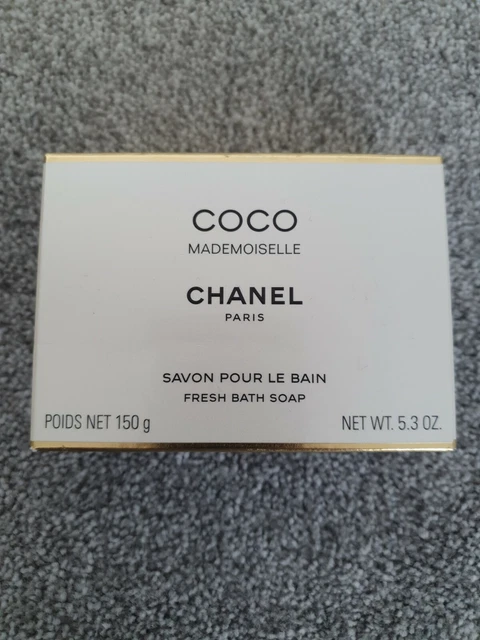 COCO
MADEMOISELLE
CHANEL
PARIS
SAVON POUR LE BAIN
FRESH BATH SOAP
POIDS NET 150 g NET WT. 5.3 OZ.